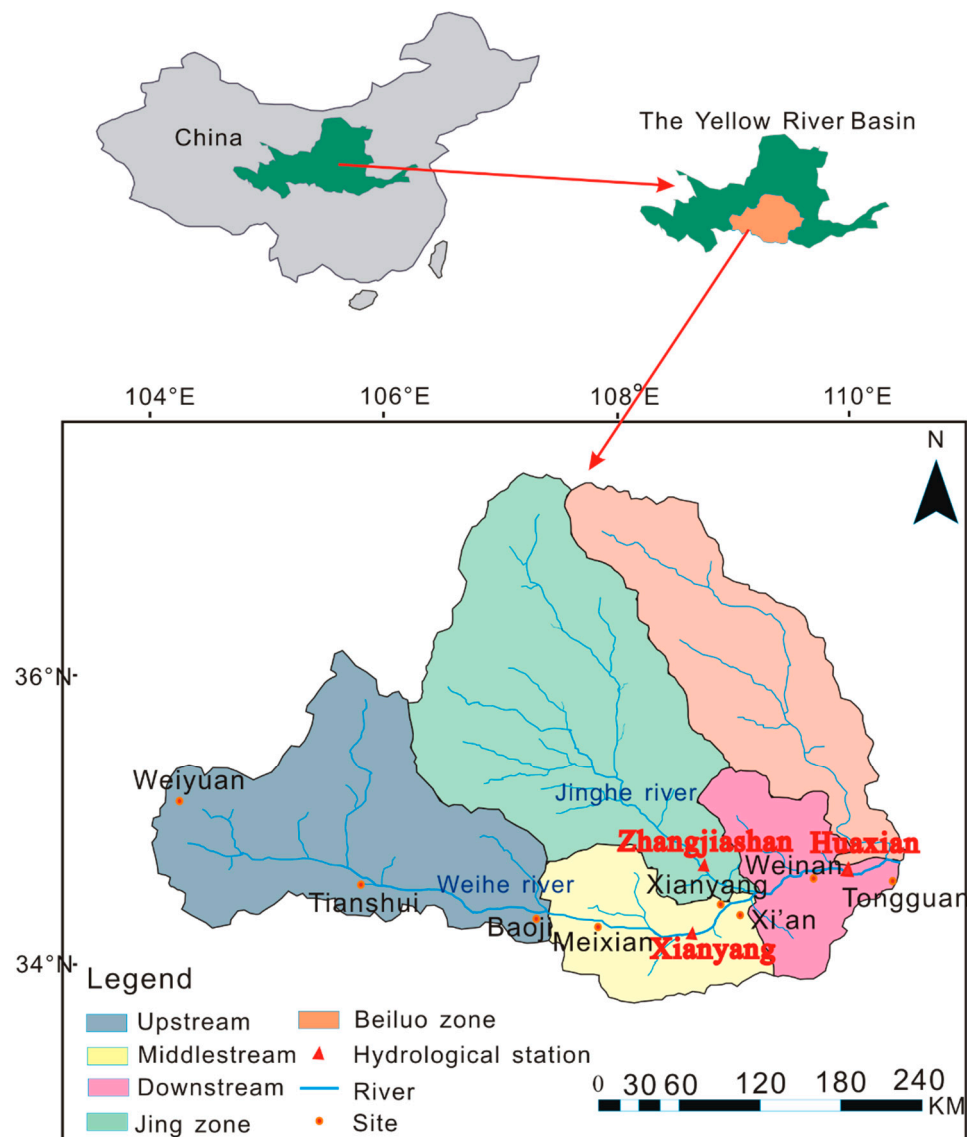 China
The Yellow River Basin
104°E
106°E
108°E
110°E
N
36°N
34°N
Weiyuan
Jinghe river
Zhangjiashan
Huaxian
Weinan
Weihe river
Xianyang
Tongguan
Tianshui
Baoji
Meixian
Xi'an
Xianyang
Legend
Upstream
Middlestream
Downstream
Jing zone
Beiluo zone
Hydrological station
River
Site
0 30 60 120 180 240
KM